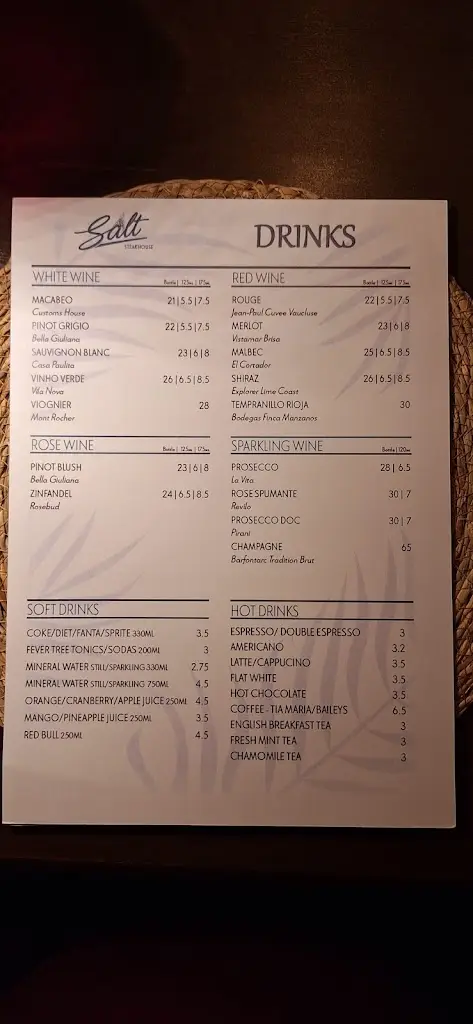 Salt
STEAKHOUSE
DRINKS
WHITE WINE Bottle | 125ML | 175ML
MACABEO 21|5.5|7.5
Customs House
PINOT GRIGIO 22|5.5|7.5
Bella Giuliana
SAUVIGNON BLANC 23|6|8
Casa Paulita
VINHO VERDE 26|6.5|8.5
Vila Nova
VIOGNIER 28
Mont Rocher
RED WINE Bottle | 125ML | 175ML
ROUGE 22|5.5|7.5
Jean-Paul Cuvee Vaucluse
MERLOT 23|6|8
Vistamar Brisa
MALBEC 25|6.5|8.5
El Cortador
SHIRAZ 26|6.5|8.5
Explorer Lime Coast
TEMPRANILLO RIOJA 30
Bodegas Finca Manzanos
ROSE WINE Bottle | 125ML | 175ML
PINOT BLUSH 23|6|8
Bella Giuliana
ZINFANDEL 24|6.5|8.5
Rosebud
SPARKLING WINE Bottle | 120ML
PROSECCO 28|6.5
La Vita
ROSE SPUMANTE 30|7
Revilo
PROSECCO DOC 30|7
Pirani
CHAMPAGNE 65
Barfontarc Tradition Brut
SOFT DRINKS
COKE/DIET/FANTA/SPRITE 330ML 3.5
FEVER TREE TONICS/SODAS 200ML 3
MINERAL WATER STILL/SPARKLING 330ML 2.75
MINERAL WATER STILL/SPARKLING 750ML 4.5
ORANGE/CRANBERRY/APPLE JUICE 250ML 4.5
MANGO/PINEAPPLE JUICE 250ML 3.5
RED BULL 250ML 4.5
HOT DRINKS
ESPRESSO/ DOUBLE ESPRESSO 3
AMERICANO 3.2
LATTE/CAPPUCINO 3.5
FLAT WHITE 3.5
HOT CHOCOLATE 3.5
COFFEE - TIA MARIA/BAILEYS 6.5
ENGLISH BREAKFAST TEA 3
FRESH MINT TEA 3
CHAMOMILE TEA 3